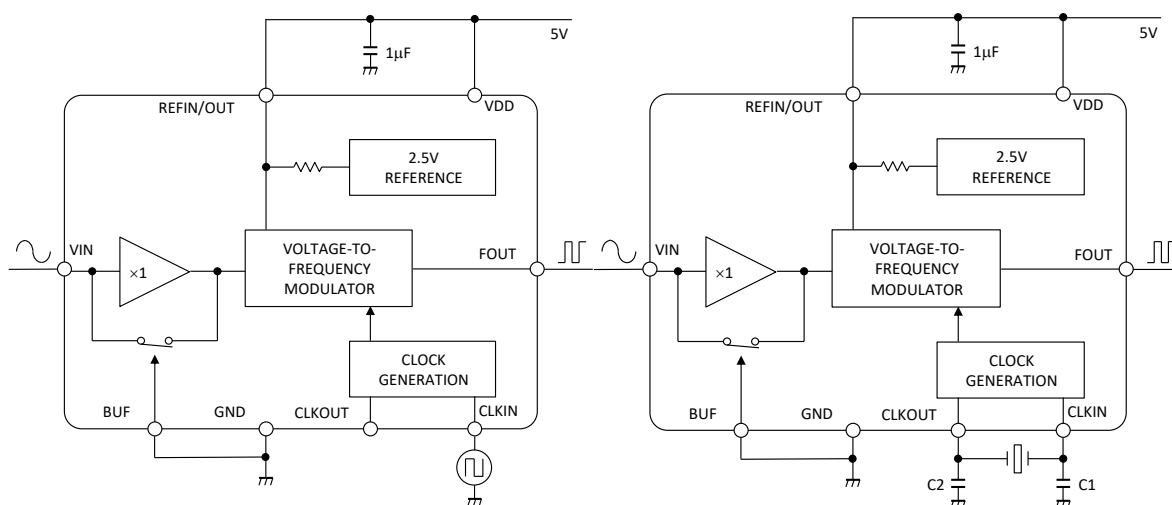 5V
1µF
REFIN/OUT
VDD
2.5V
REFERENCE
VIN
×1
VOLTAGE-TO-
FREQUENCY
MODULATOR
FOUT
CLOCK
GENERATION
BUF
GND
CLKOUT
CLKIN
5V
1µF
REFIN/OUT
VDD
2.5V
REFERENCE
VIN
×1
VOLTAGE-TO-
FREQUENCY
MODULATOR
FOUT
CLOCK
GENERATION
BUF
GND
CLKOUT
CLKIN
C2
C1